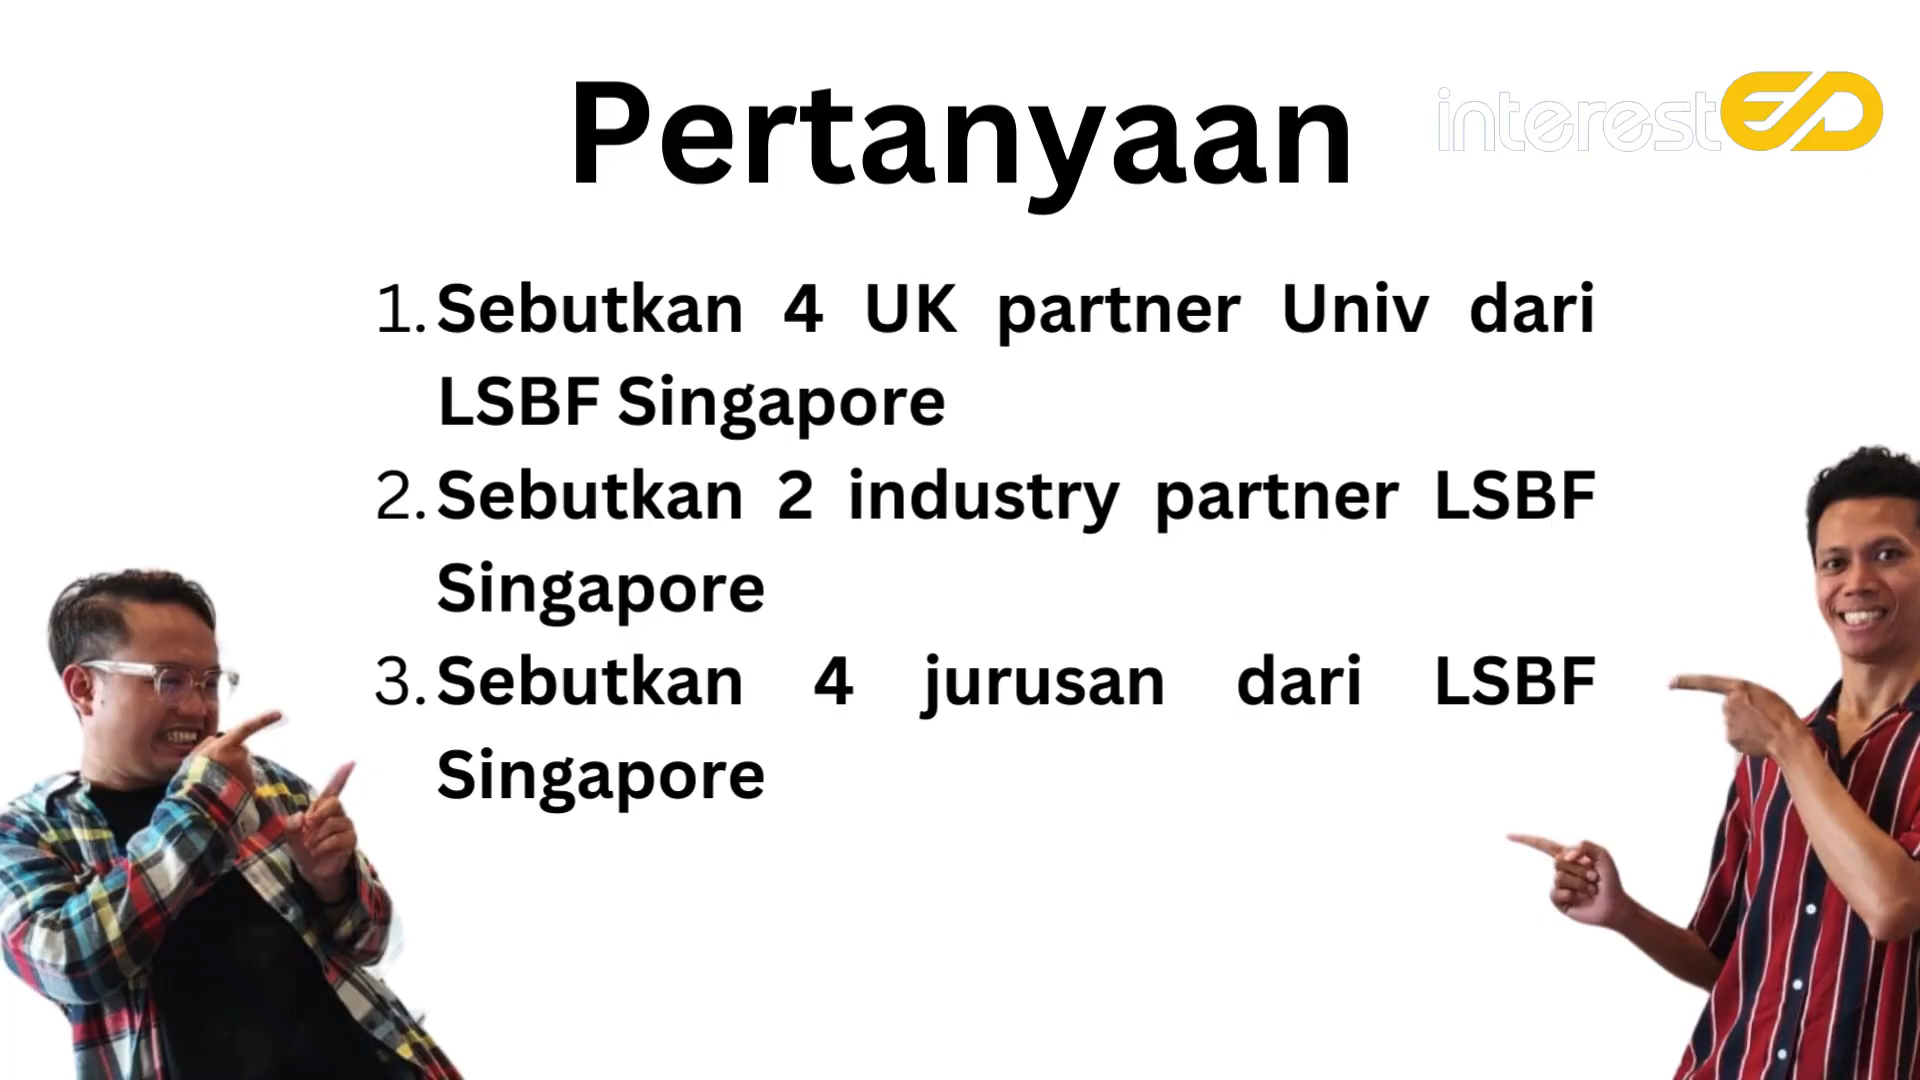 Pertanyaan
interestED
1. Sebutkan 4 UK partner Univ dari
LSBF Singapore
2. Sebutkan 2 industry partner LSBF
Singapore
3. Sebutkan 4 jurusan dari LSBF
Singapore